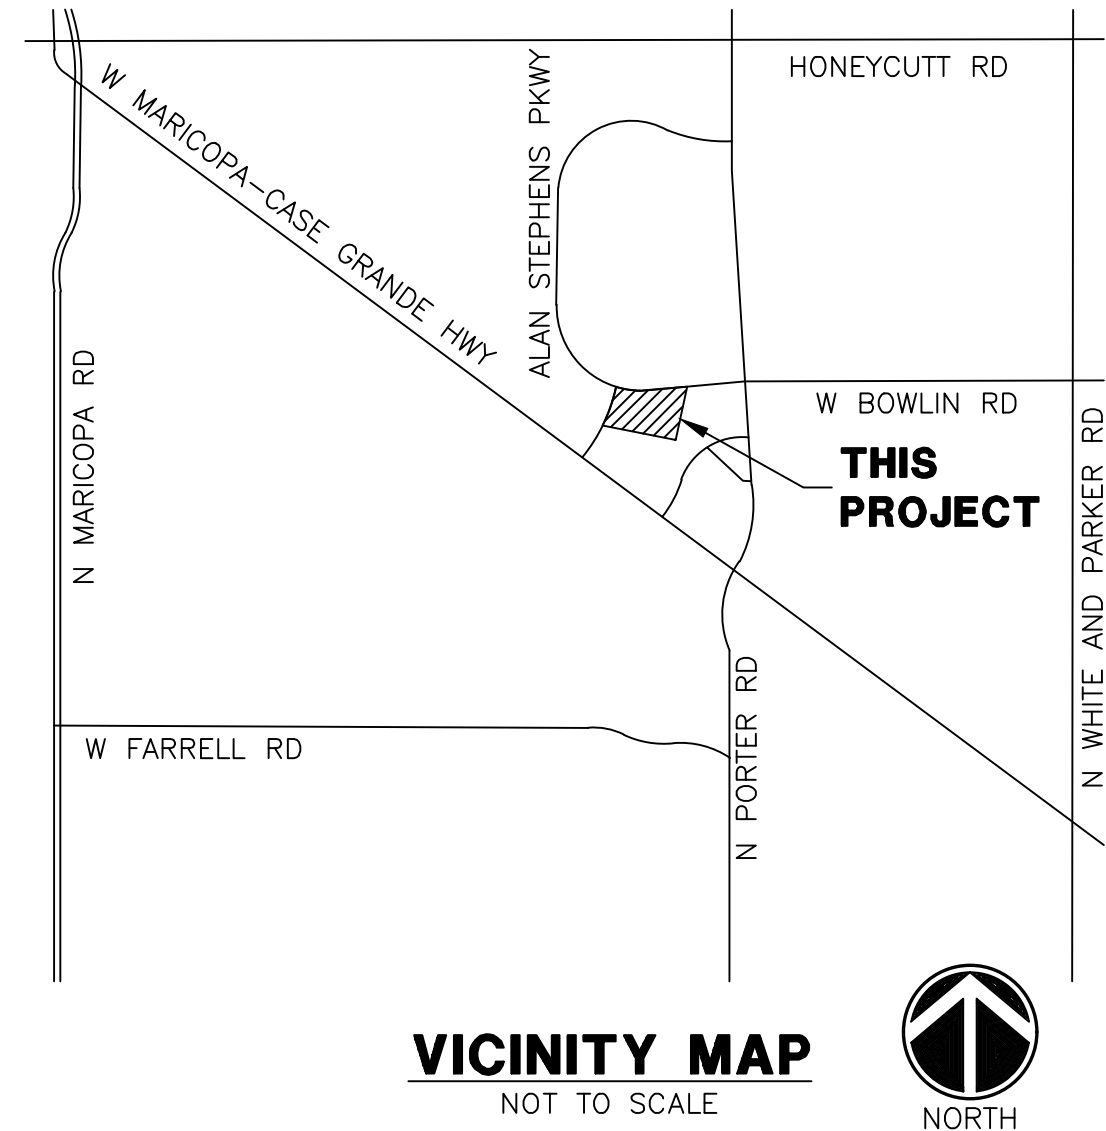 HONEYCUTT RD
W MARICOPA-CASE GRANDE HWY
ALAN STEPHENS PKWY
N MARICOPA RD
W BOWLIN RD
THIS
PROJECT
N WHITE AND PARKER RD
W FARRELL RD
N PORTER RD
VICINITY MAP
NOT TO SCALE
NORTH